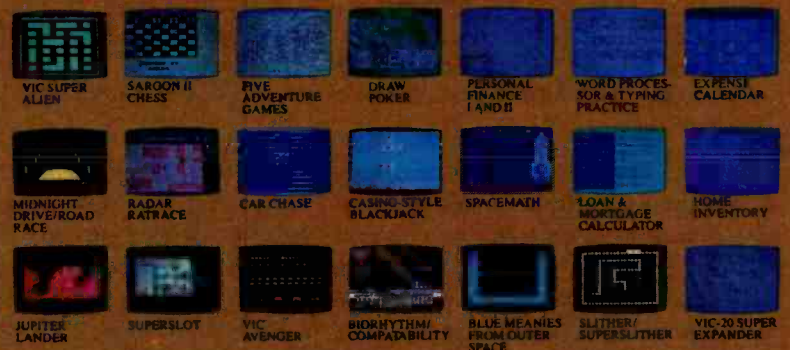 VIC SUPER
ALIEN
SARGON II
CHESS
FIVE
ADVENTURE
GAMES
DRAW
POKER
PERSONAL
FINANCE
I AND II
WORD PROCES-
SOR & TYPING
PRACTICE
EXPENSE
CALENDAR
MIDNIGHT
DRIVE/ROAD
RACE
RADAR
RATRACE
CAR CHASE
CASINO-STYLE
BLACKJACK
SPACEMATH
LOAN &
MORTGAGE
CALCULATOR
HOME
INVENTORY
JUPITER
LANDER
SUPERSLOT
VIC
AVENGER
BIORHYTHM/
COMPATABILITY
BLUE MEANIES
FROM OUTER
SPACE
SLITHER/
SUPERSLITHER
VIC-20 SUPER
EXPANDER